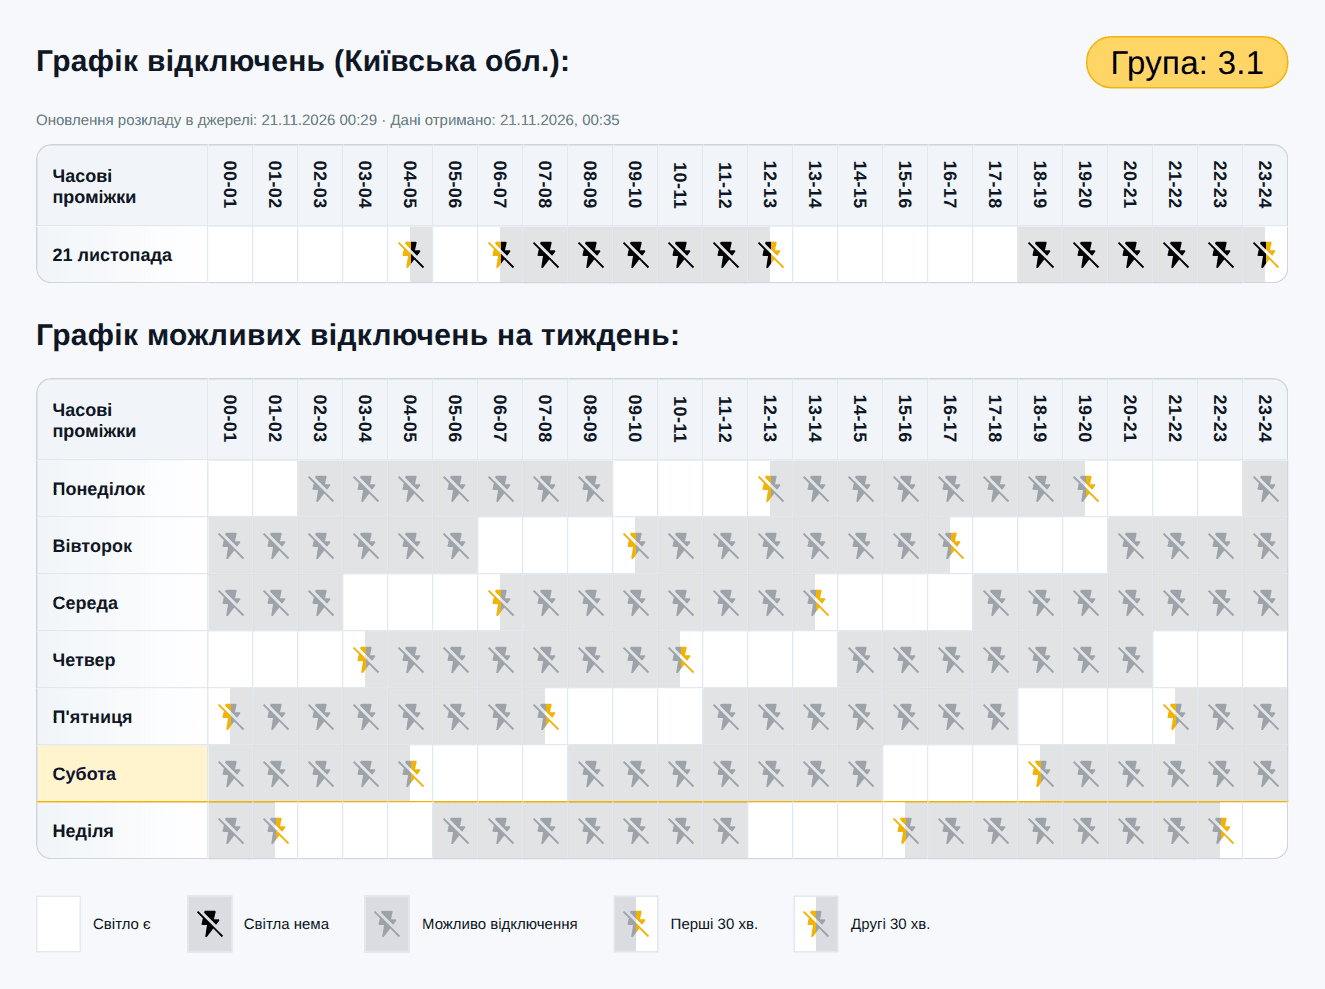 Графік відключень (Київська обл.):
Група: 3.1
Оновлення розкладу в джерелі: 21.11.2026 00:29 · Дані отримано: 21.11.2026, 00:35
Часові проміжки 00-01 01-02 02-03 03-04 04-05 05-06 06-07 07-08 08-09 09-10 10-11 11-12 12-13 13-14 14-15 15-16 16-17 17-18 18-19 19-20 20-21 21-22 22-23 23-24
21 листопада
Графік можливих відключень на тиждень:
Часові проміжки 00-01 01-02 02-03 03-04 04-05 05-06 06-07 07-08 08-09 09-10 10-11 11-12 12-13 13-14 14-15 15-16 16-17 17-18 18-19 19-20 20-21 21-22 22-23 23-24
Понеділок
Вівторок
Середа
Четвер
П'ятниця
Субота
Неділя
Світло є Світла нема Можливо відключення Перші 30 хв. Другі 30 хв.